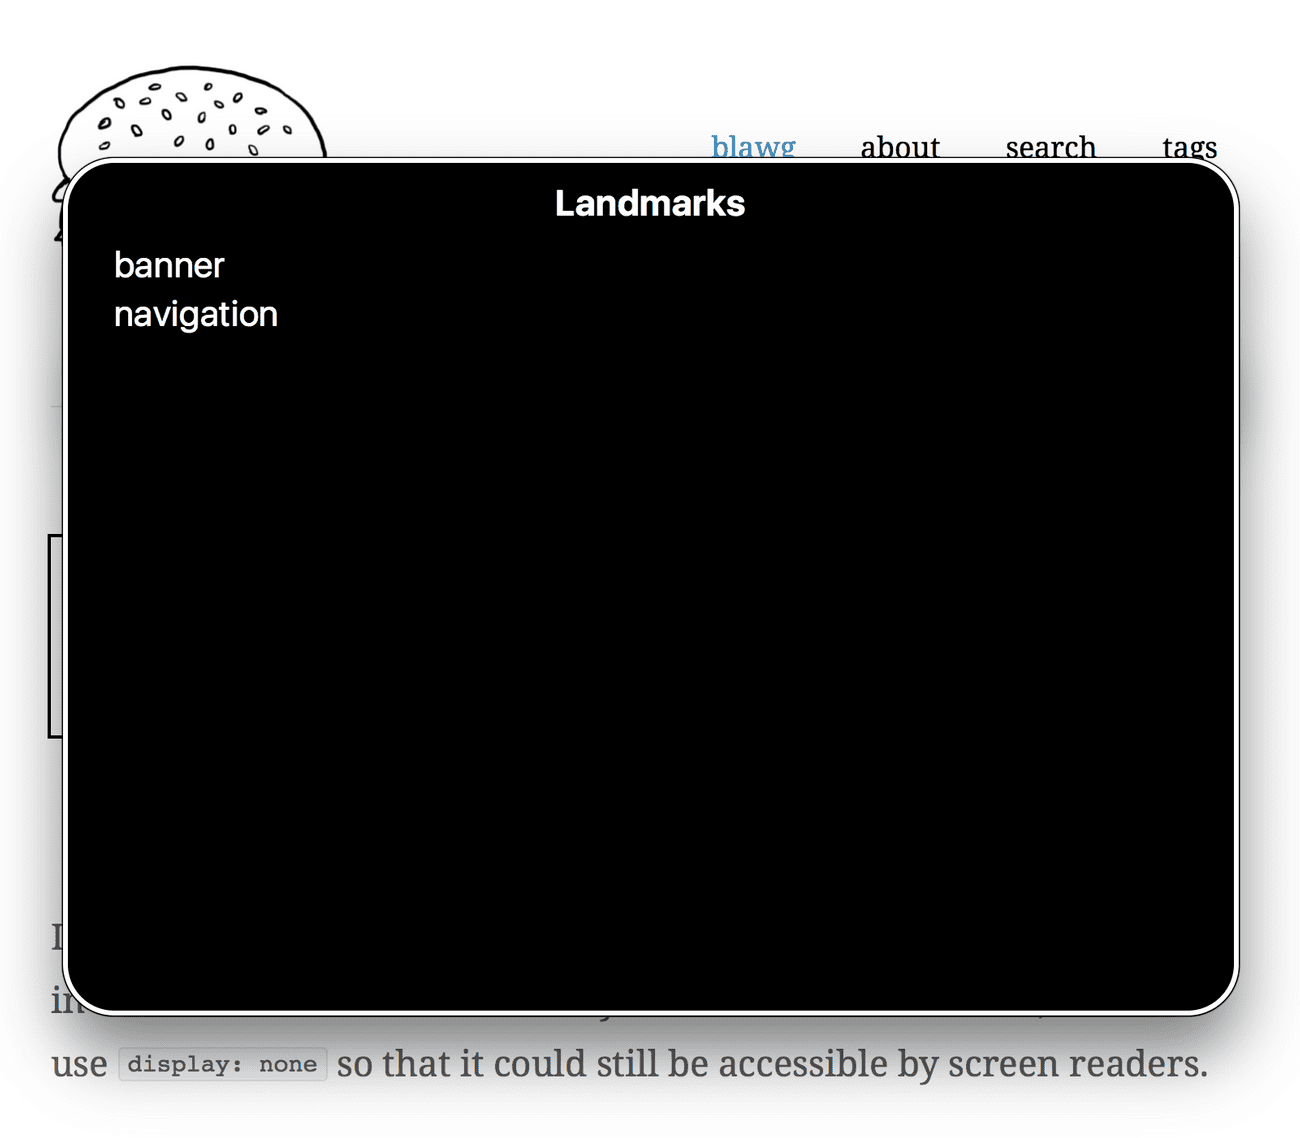 blawg about search tags
Landmarks
banner
navigation
in
use display: none so that it could still be accessible by screen readers.